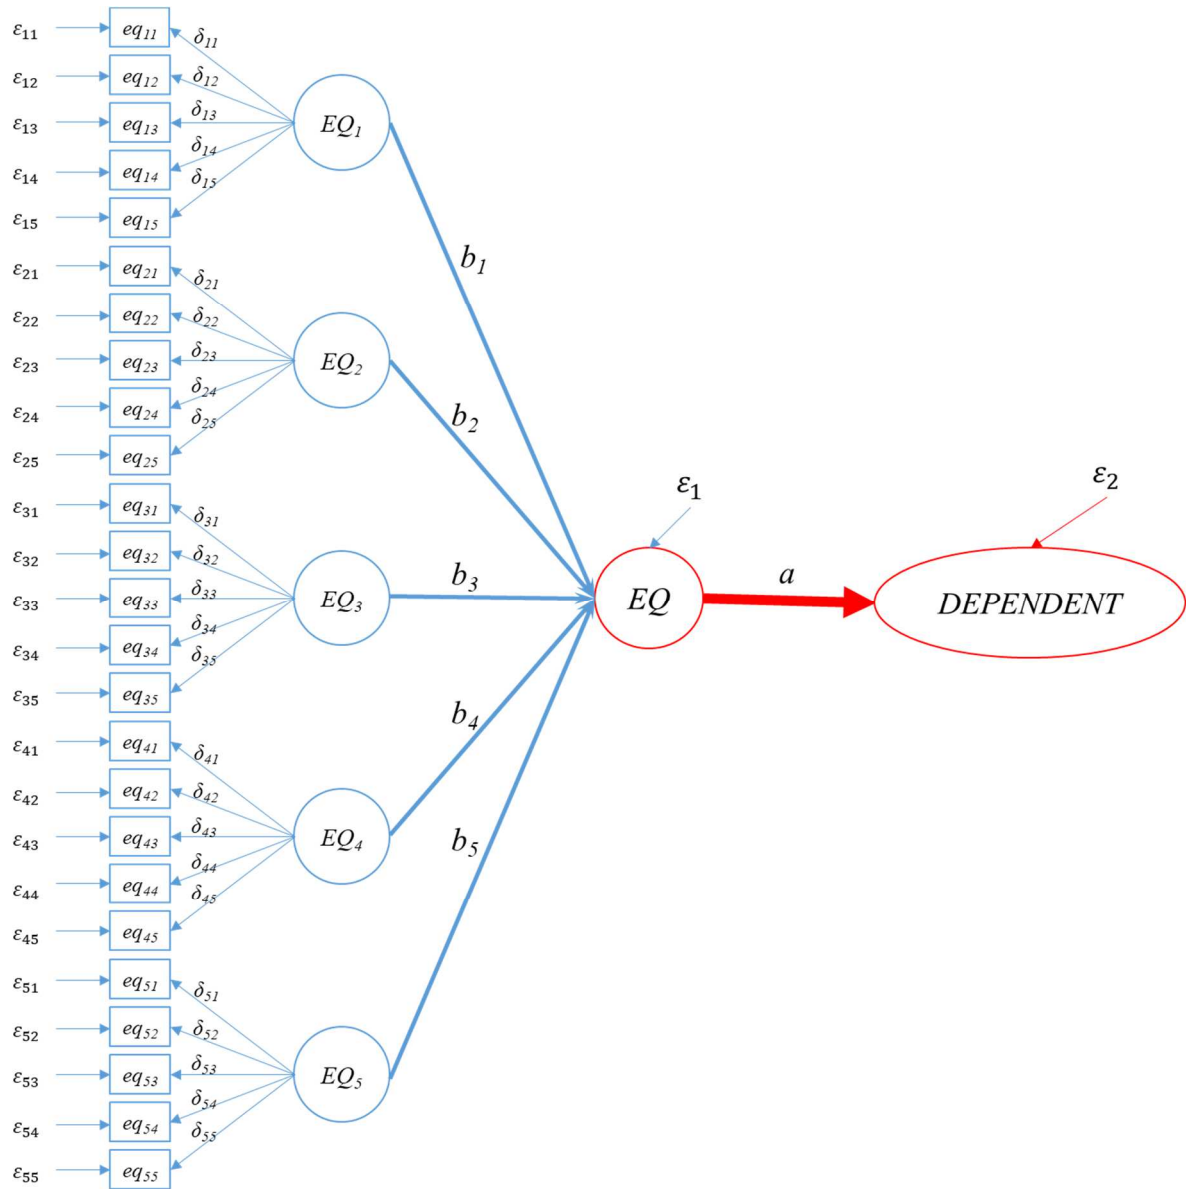 ε₁₁ eq₁₁ δ₁₁
ε₁₂ eq₁₂ δ₁₂
ε₁₃ eq₁₃ δ₁₃ EQ₁
ε₁₄ eq₁₄ δ₁₄
ε₁₅ eq₁₅ δ₁₅
b₁
ε₂₁ eq₂₁ δ₂₁
ε₂₂ eq₂₂ δ₂₂
ε₂₃ eq₂₃ δ₂₃ EQ₂
ε₂₄ eq₂₄ δ₂₄ b₂
ε₂₅ eq₂₅ δ₂₅
ε₁ ε₂
ε₃₁ eq₃₁ δ₃₁
ε₃₂ eq₃₂ δ₃₂
b₃ a
ε₃₃ eq₃₃ δ₃₃ EQ₃ EQ DEPENDENT
ε₃₄ eq₃₄ δ₃₄
ε₃₅ eq₃₅ δ₃₅
b₄
ε₄₁ eq₄₁ δ₄₁
ε₄₂ eq₄₂ δ₄₂
ε₄₃ eq₄₃ δ₄₃ EQ₄ b₅
ε₄₄ eq₄₄ δ₄₄
ε₄₅ eq₄₅ δ₄₅
ε₅₁ eq₅₁ δ₅₁
ε₅₂ eq₅₂ δ₅₂
ε₅₃ eq₅₃ δ₅₃ EQ₅
ε₅₄ eq₅₄ δ₅₄
ε₅₅ eq₅₅ δ₅₅